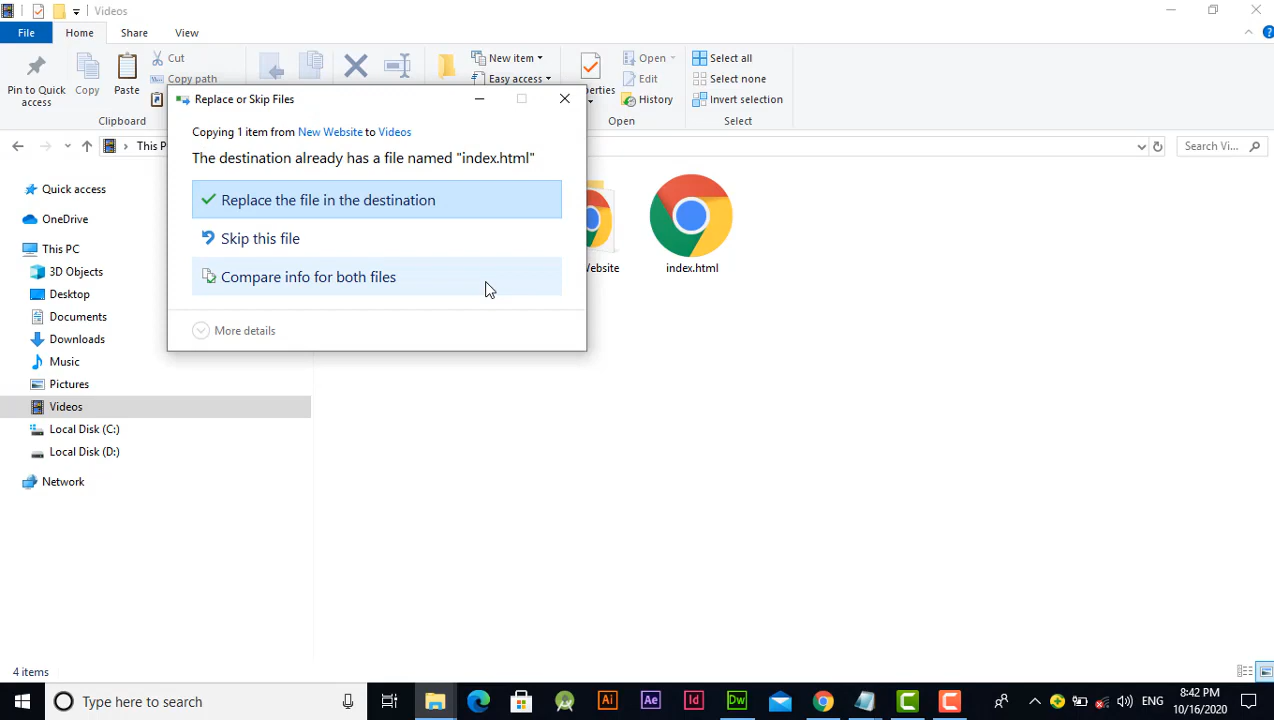 Videos
File Home Share View
Pin to Quick access
Copy
Paste
Cut
Copy path
New item
Easy access
Open
Edit
History
Select all
Select none
Invert selection
Clipboard
Open
Select
This P
Search Vi...
Replace or Skip Files
Copying 1 item from New Website to Videos
The destination already has a file named "index.html"
Replace the file in the destination
Skip this file
Compare info for both files
More details
Quick access
OneDrive
This PC
3D Objects
Desktop
Documents
Downloads
Music
Pictures
Videos
Local Disk (C:)
Local Disk (D:)
Network
index.html
4 items
Type here to search
Ai Ae Id Dw
ENG
8:42 PM
10/16/2020